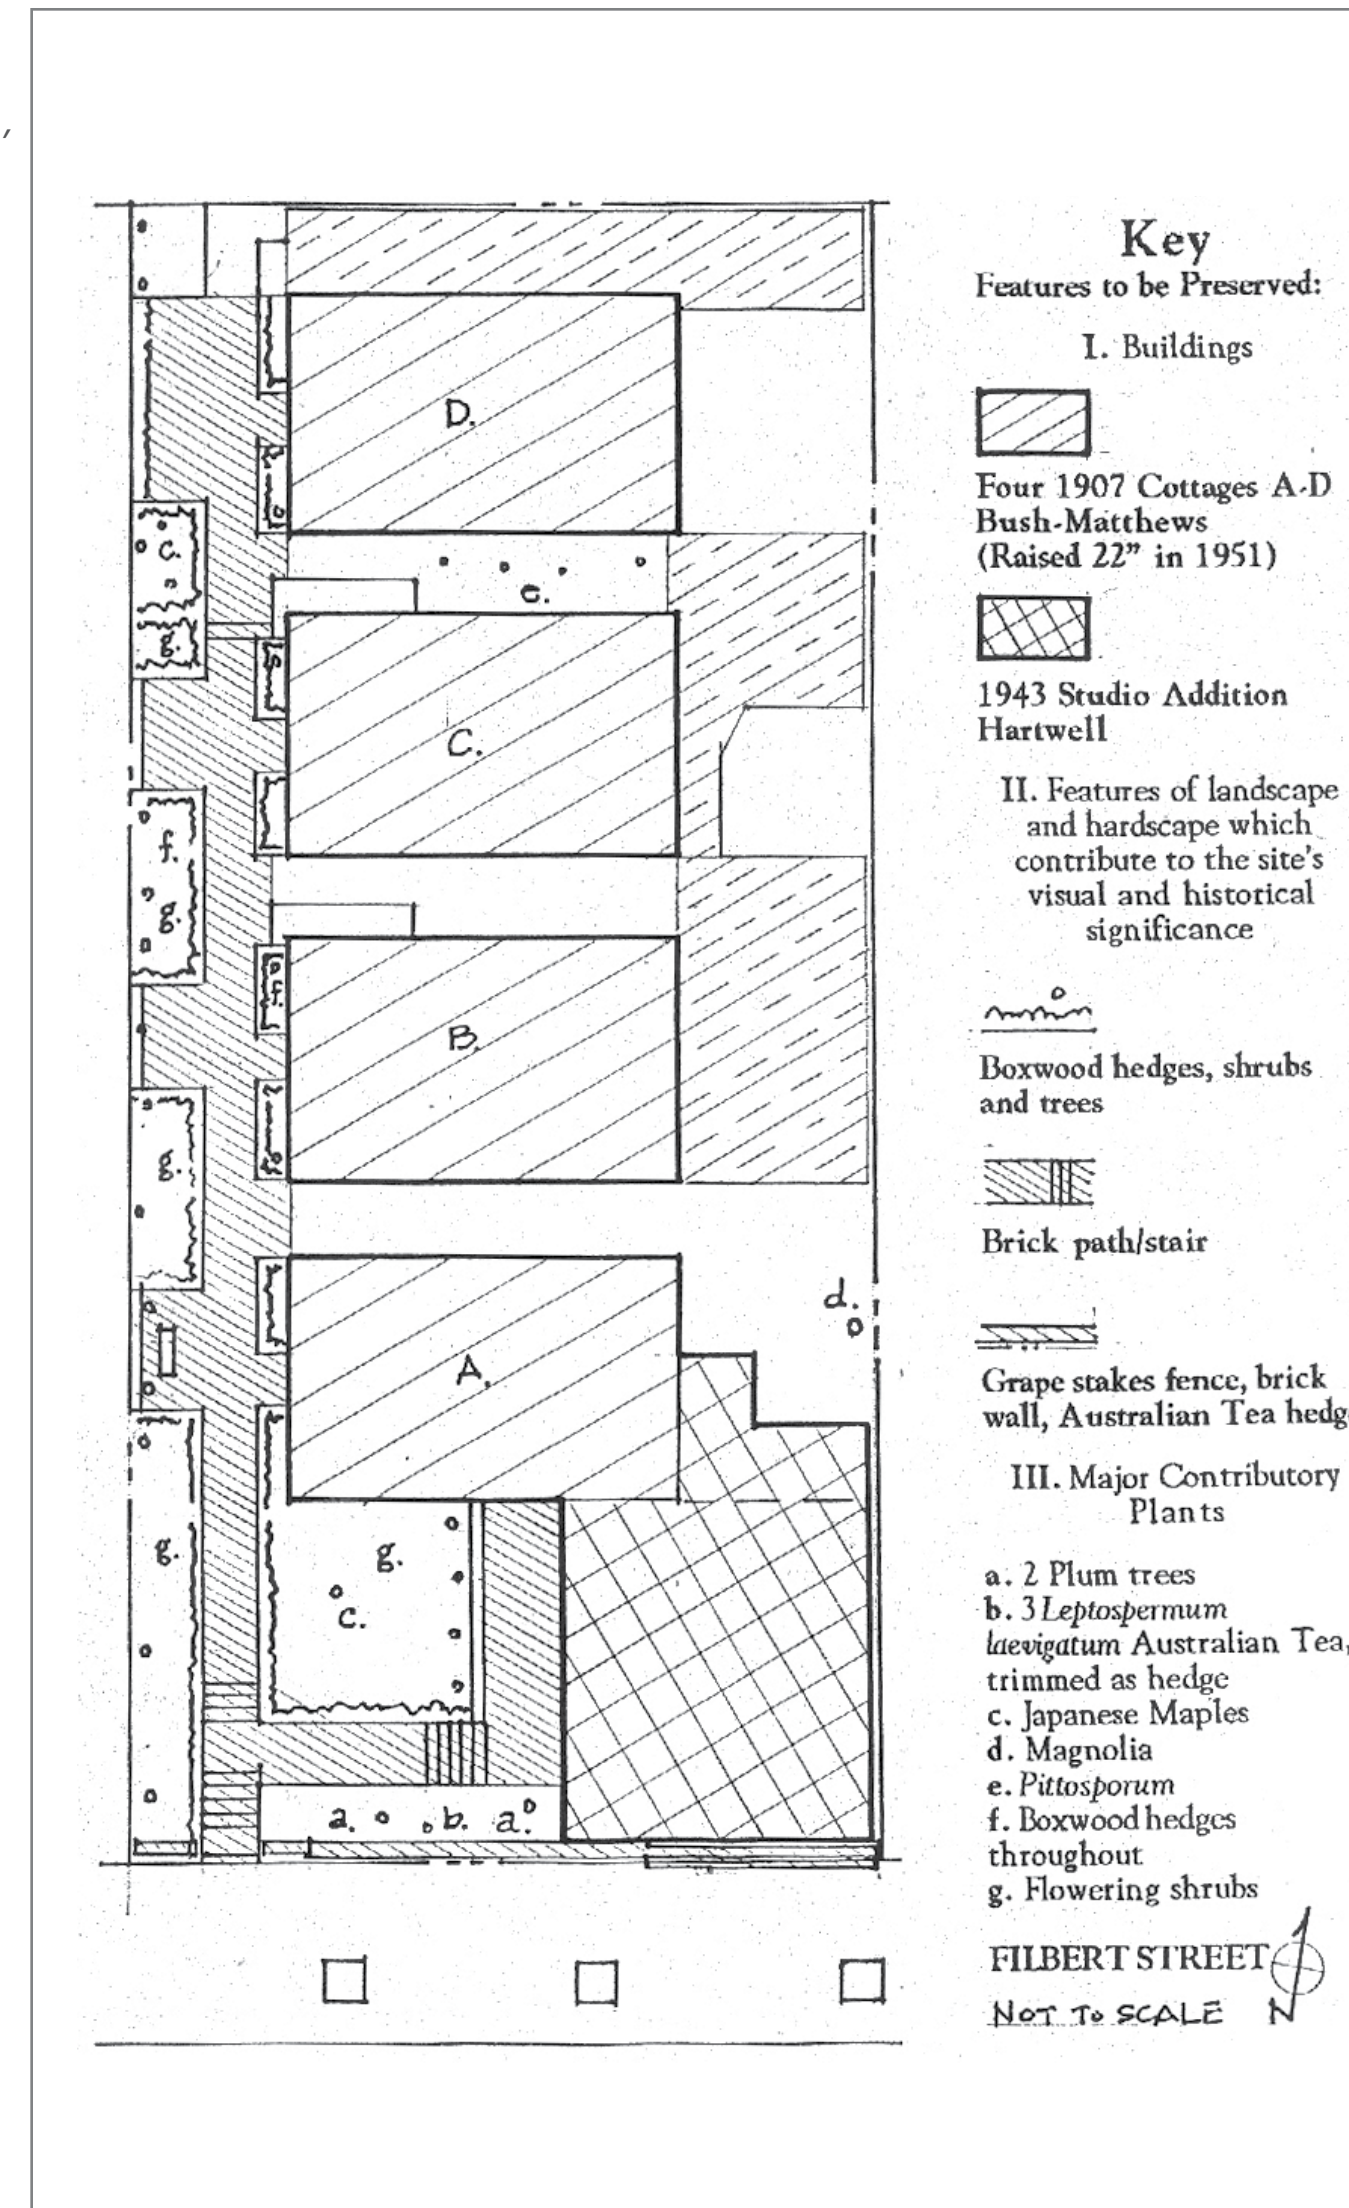 ,
Key
Features to be Preserved:
I. Buildings
Four 1907 Cottages A-D
Bush-Matthews
(Raised 22” in 1951)
1943 Studio Addition
Hartwell
II. Features of landscape
and hardscape which
contribute to the site's
visual and historical
significance
Boxwood hedges, shrubs
and trees
Brick path/stair
Grape stakes fence, brick
wall, Australian Tea hedg
III. Major Contributory
Plants
a. 2 Plum trees
b. 3 Leptospermum
laevigatum Australian Tea,
trimmed as hedge
c. Japanese Maples
d. Magnolia
e. Pittosporum
f. Boxwood hedges
throughout
g. Flowering shrubs
FILBERT STREET
NOT TO SCALE
N
D.
c.
e.
g.
C.
f.
g.
f.
B.
g.
d.
A.
g.
g.
c.
a.
b.
a.